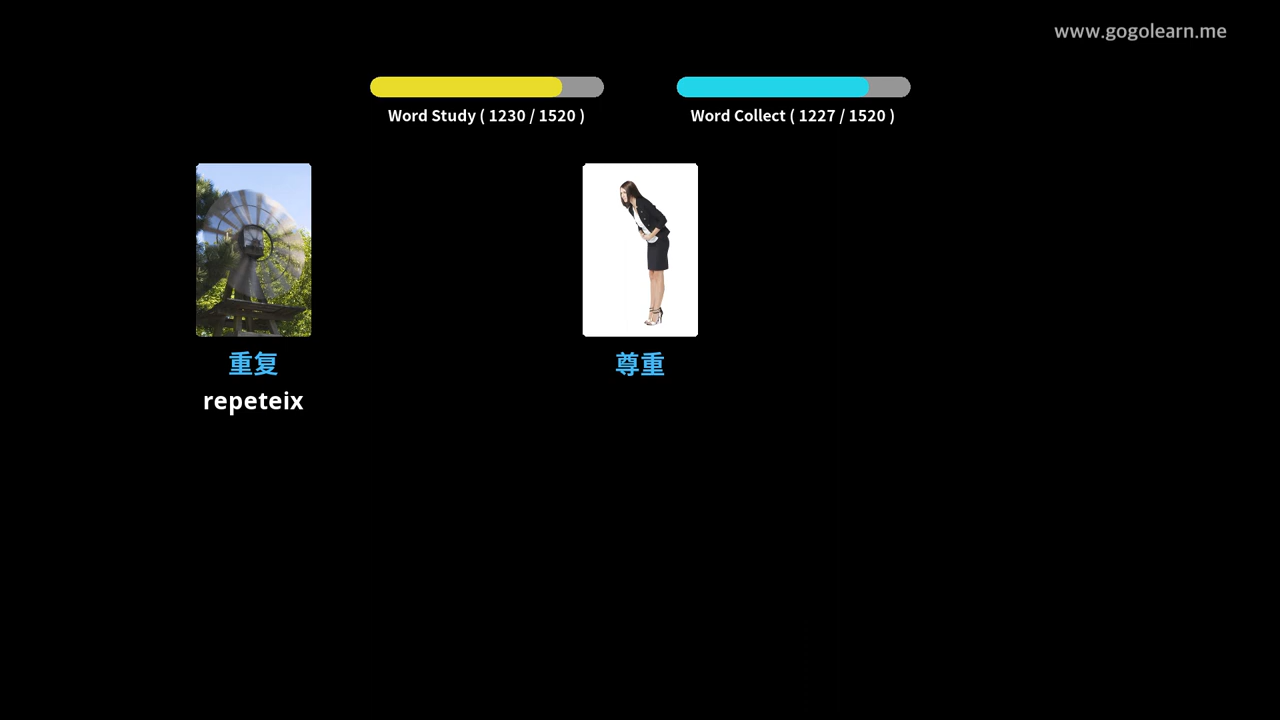 www.gogolearn.me
Word Study ( 1230 / 1520 )
Word Collect ( 1227 / 1520 )
重复
repeteix
尊重